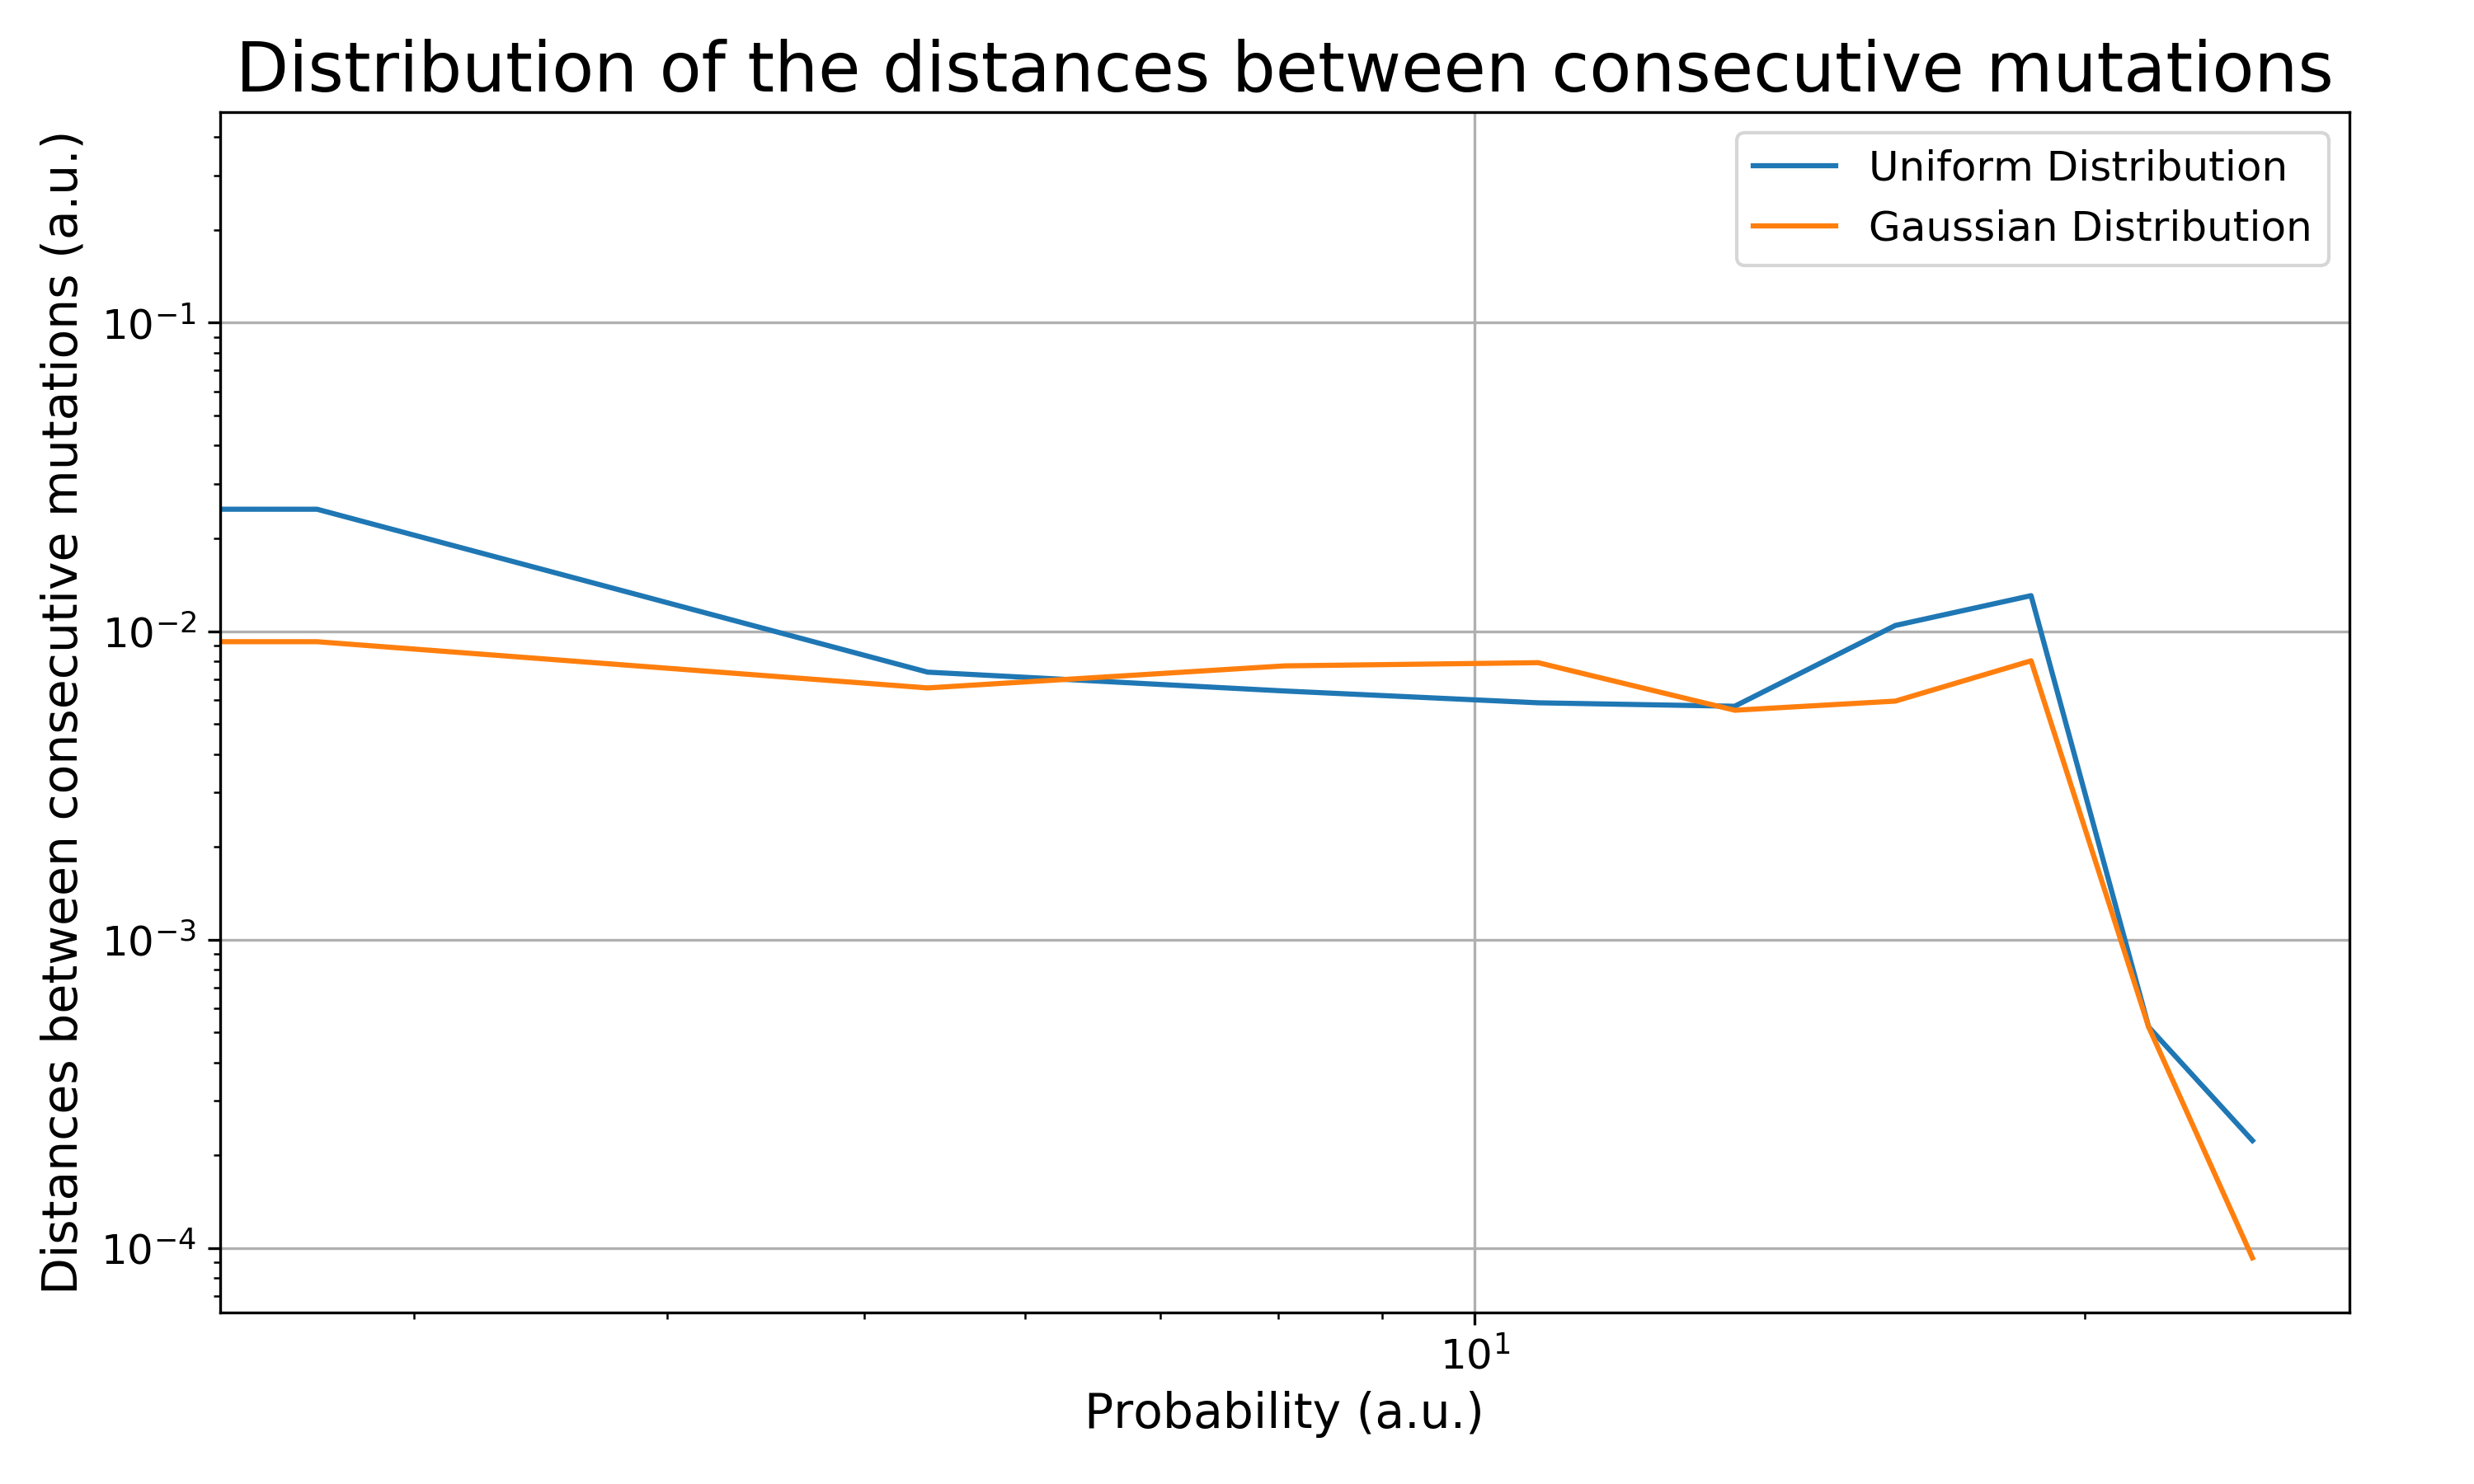 Distribution of the distances between consecutive mutations
Uniform Distribution
Gaussian Distribution
Distances between consecutive mutations (a.u.)
10⁻¹
10⁻²
10⁻³
10⁻⁴
10¹
Probability (a.u.)